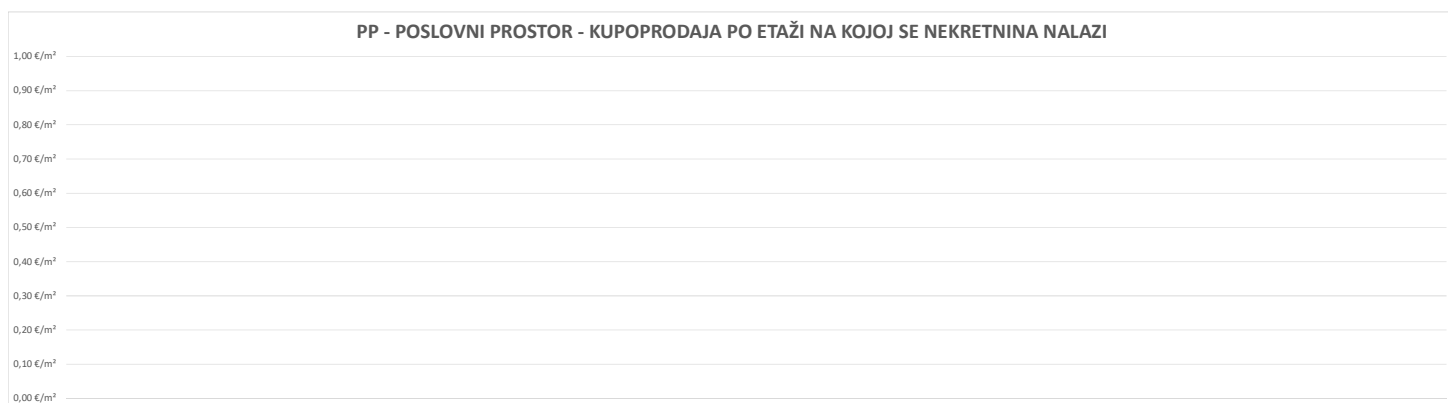 PP - POSLOVNI PROSTOR - KUPOPRODAJA PO ETAŽI NA KOJOJ SE NEKRETNINA NALAZI
1,00 €/m²
0,90 €/m²
0,80 €/m²
0,70 €/m²
0,60 €/m²
0,50 €/m²
0,40 €/m²
0,30 €/m²
0,20 €/m²
0,10 €/m²
0,00 €/m²